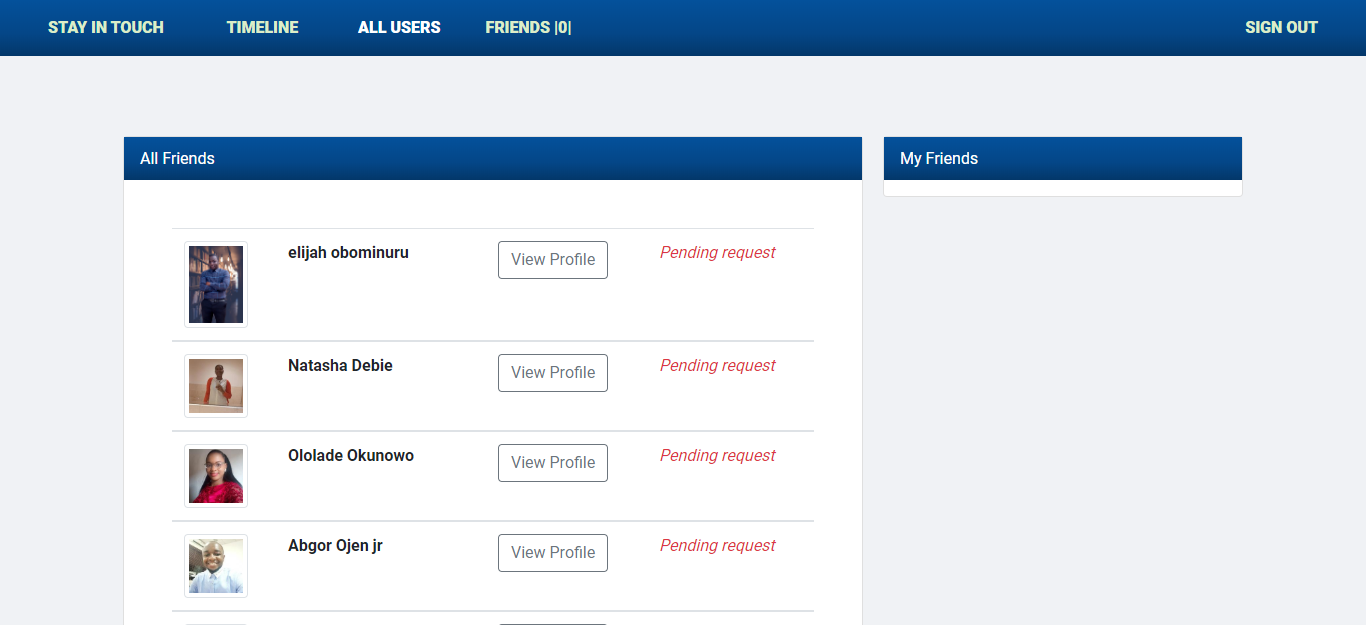 STAY IN TOUCH TIMELINE ALL USERS FRIENDS |0| SIGN OUT
All Friends
My Friends
elijah obominuru View Profile Pending request
Natasha Debie View Profile Pending request
Ololade Okunowo View Profile Pending request
Abgor Ojen jr View Profile Pending request